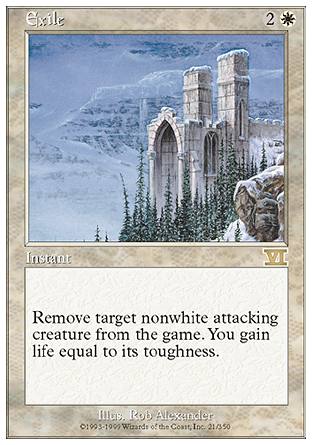 Exile 2
Instant VI
Remove target nonwhite attacking
creature from the game. You gain
life equal to its toughness.
Illus. Rob Alexander
©1993-1999 Wizards of the Coast, Inc. 21/350